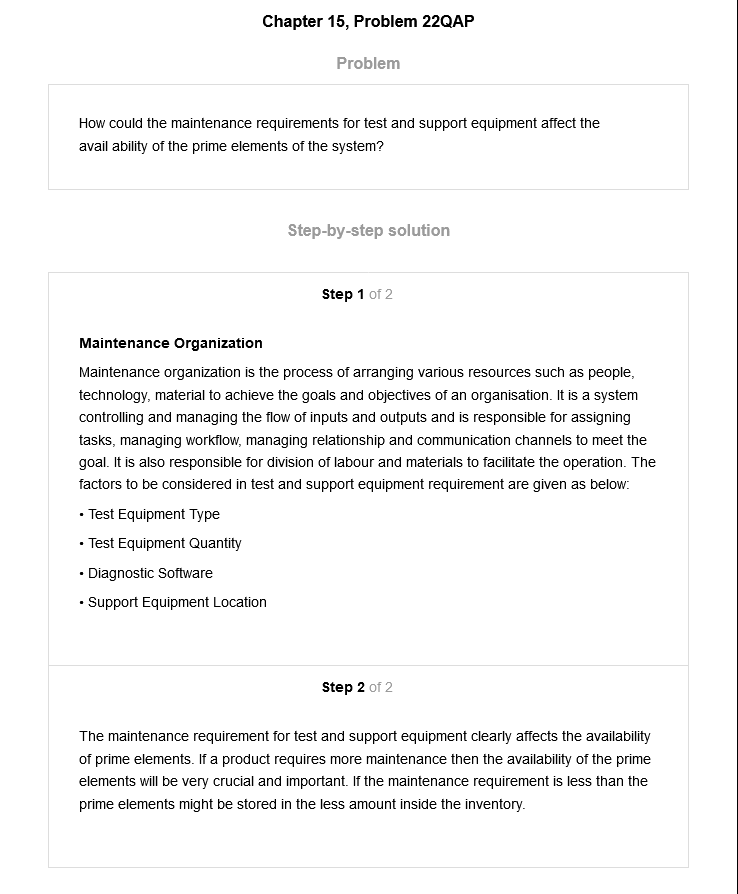 Chapter 15, Problem 22QAP
Problem
How could the maintenance requirements for test and support equipment affect the
avail ability of the prime elements of the system?
Step-by-step solution
Step 1 of 2
Maintenance Organization
Maintenance organization is the process of arranging various resources such as people,
technology, material to achieve the goals and objectives of an organisation. It is a system
controlling and managing the flow of inputs and outputs and is responsible for assigning
tasks, managing workflow, managing relationship and communication channels to meet the
goal. It is also responsible for division of labour and materials to facilitate the operation. The
factors to be considered in test and support equipment requirement are given as below:
• Test Equipment Type
• Test Equipment Quantity
• Diagnostic Software
• Support Equipment Location
Step 2 of 2
The maintenance requirement for test and support equipment clearly affects the availability
of prime elements. If a product requires more maintenance then the availability of the prime
elements will be very crucial and important. If the maintenance requirement is less than the
prime elements might be stored in the less amount inside the inventory.